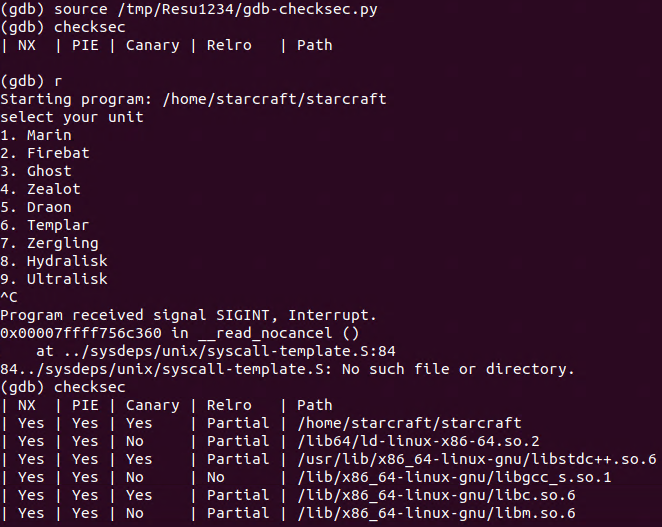 (gdb) source /tmp/Resu1234/gdb-checksec.py
(gdb) checksec
| NX  | PIE | Canary | Relro   | Path
(gdb) r
Starting program: /home/starcraft/starcraft
select your unit
1. Marin
2. Firebat
3. Ghost
4. Zealot
5. Draon
6. Templar
7. Zergling
8. Hydralisk
9. Ultralisk
^C
Program received signal SIGINT, Interrupt.
0x00007ffff756c360 in __read_nocancel ()
    at ../sysdeps/unix/syscall-template.S:84
84../sysdeps/unix/syscall-template.S: No such file or directory.
(gdb) checksec
| NX  | PIE | Canary | Relro   | Path
| Yes | Yes | Yes    | Partial | /home/starcraft/starcraft
| Yes | Yes | No     | Partial | /lib64/ld-linux-x86-64.so.2
| Yes | Yes | Yes    | Partial | /usr/lib/x86_64-linux-gnu/libstdc++.so.6
| Yes | Yes | No     | No      | /lib/x86_64-linux-gnu/libgcc_s.so.1
| Yes | Yes | Yes    | Partial | /lib/x86_64-linux-gnu/libc.so.6
| Yes | Yes | No     | Partial | /lib/x86_64-linux-gnu/libm.so.6